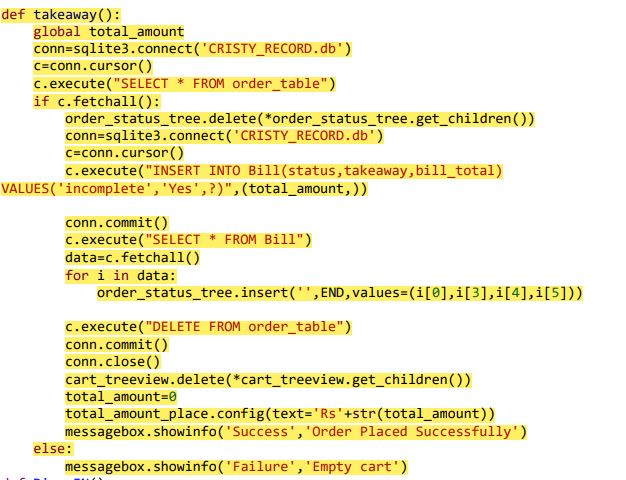 def takeaway():
    global total_amount
    conn=sqlite3.connect('CRISTY_RECORD.db')
    c=conn.cursor()
    c.execute("SELECT * FROM order_table")
    if c.fetchall():
        order_status_tree.delete(*order_status_tree.get_children())
        conn=sqlite3.connect('CRISTY_RECORD.db')
        c=conn.cursor()
        c.execute("INSERT INTO Bill(status,takeaway,bill_total)
VALUES('incomplete','Yes',?)",(total_amount,))
        conn.commit()
        c.execute("SELECT * FROM Bill")
        data=c.fetchall()
        for i in data:
            order_status_tree.insert('',END,values=(i[0],i[3],i[4],i[5]))
        c.execute("DELETE FROM order_table")
        conn.commit()
        conn.close()
        cart_treeview.delete(*cart_treeview.get_children())
        total_amount=0
        total_amount_place.config(text='Rs'+str(total_amount))
        messagebox.showinfo('Success','Order Placed Successfully')
    else:
        messagebox.showinfo('Failure','Empty cart')